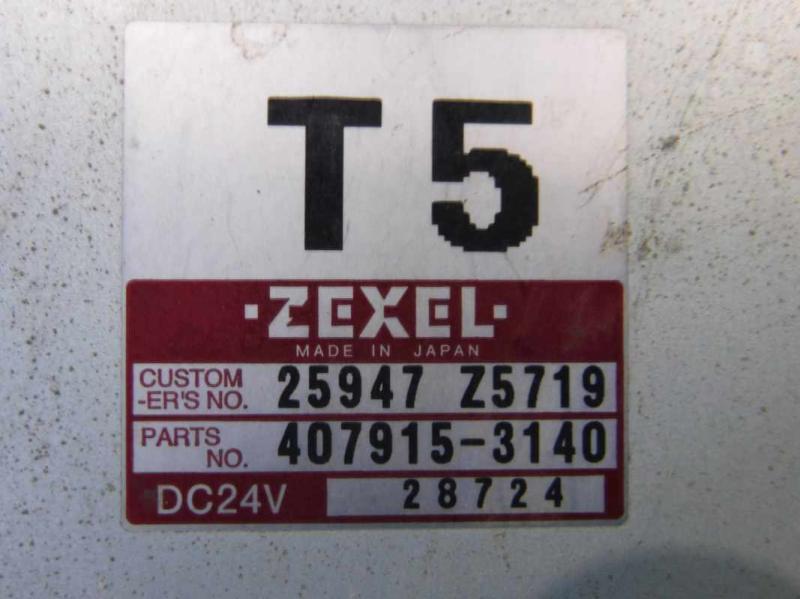 T5
·ZEXEL·
MADE IN JAPAN
CUSTOM
-ER'S NO. 25947 Z5719
PARTS
NO. 407915-3140
DC24V 28724